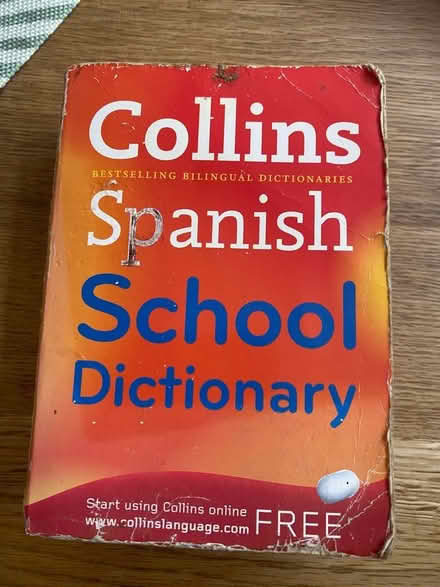 Collins
BESTSELLING BILINGUAL DICTIONARIES
Spanish
School
Dictionary
Start using Collins online
www.collinslanguage.com FREE